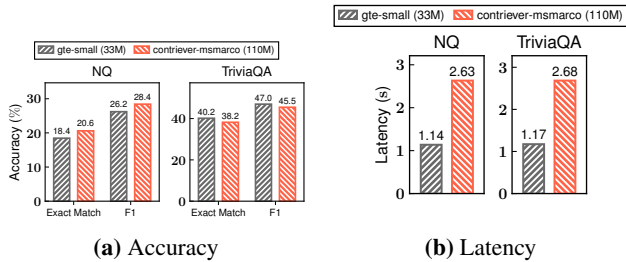 gte-small (33M) contriever-msmarco (110M)
NQ
TriviaQA
Accuracy (%)
30
20
10
0
18.4
20.6
26.2
28.4
Exact Match F1
40
20
0
40.2
38.2
47.0
45.5
Exact Match F1
(a) Accuracy
gte-small (33M) contriever-msmarco (110M)
NQ
TriviaQA
Latency (s)
3
2
1
0
1.14
2.63
3
2
1
0
1.17
2.68
(b) Latency